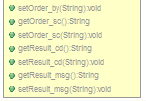 setOrder_by(String):void
getOrder_sc():String
setOrder_sc(String):void
getResult_cd():String
setResult_cd(String):void
getResult_msg():String
setResult_msg(String):void